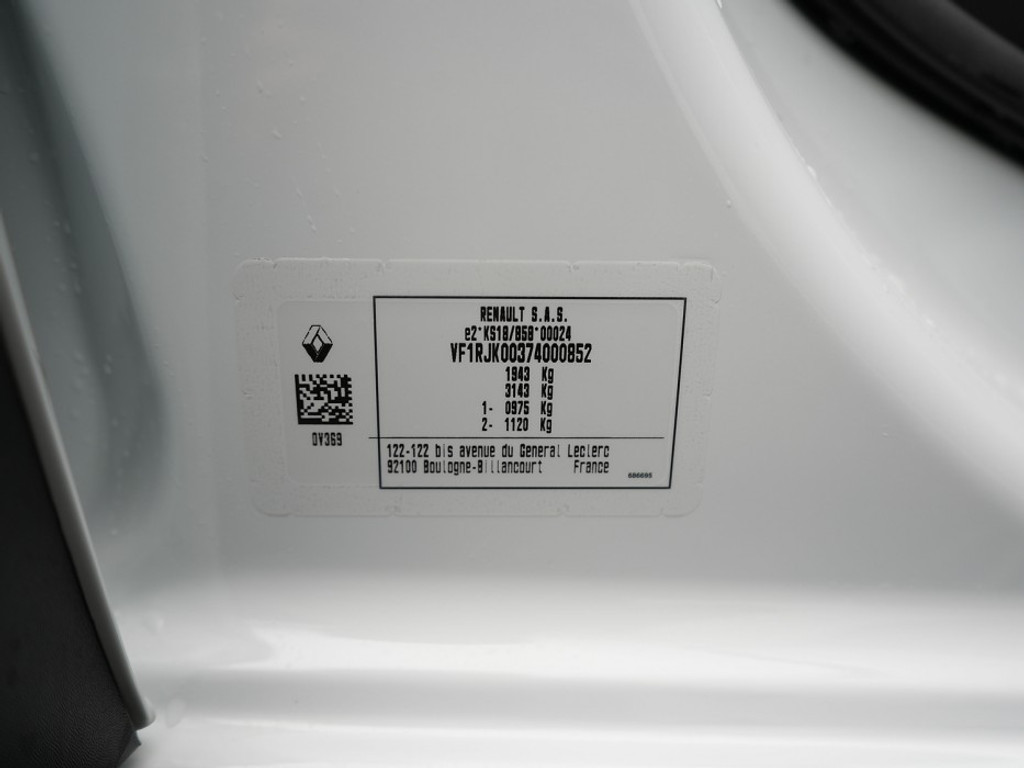 RENAULT S.A.S.
e2*KS18/858*00024
VF1RJK00374000852
1943 Kg
3143 Kg
1- 0975 Kg
2- 1120 Kg
DV369
122-122 bis avenue du General Leclerc
92100 Boulogne-Billancourt France
686695